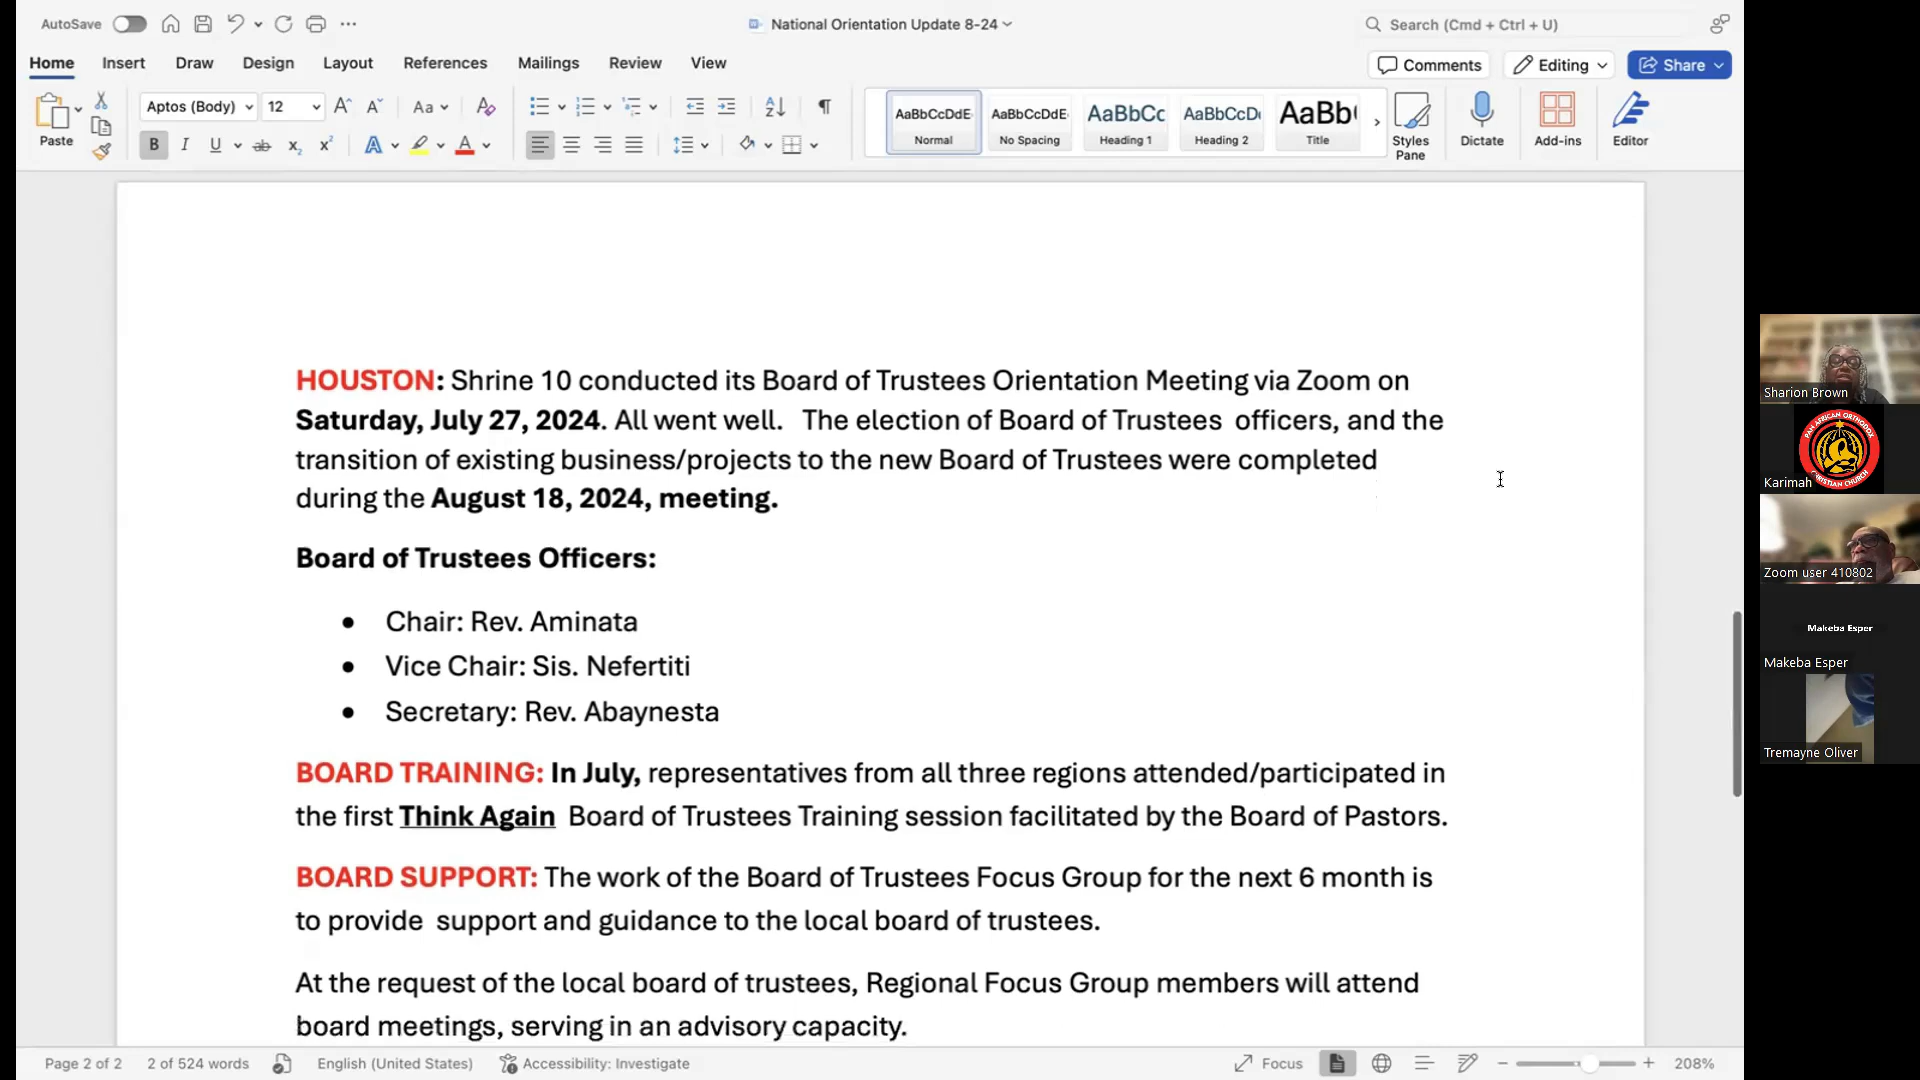 AutoSave
National Orientation Update 8-24
Search (Cmd + Ctrl + U)
Home Insert Draw Design Layout References Mailings Review View
Comments Editing Share
Paste
Aptos (Body) 12
AaBbCcDdE Normal
AaBbCcDdE No Spacing
AaBbCc Heading 1
AaBbCcD Heading 2
AaBb Title
Styles Pane
Dictate
Add-ins
Editor
HOUSTON: Shrine 10 conducted its Board of Trustees Orientation Meeting via Zoom on
Saturday, July 27, 2024. All went well. The election of Board of Trustees officers, and the
transition of existing business/projects to the new Board of Trustees were completed
during the August 18, 2024, meeting.
Board of Trustees Officers:
• Chair: Rev. Aminata
• Vice Chair: Sis. Nefertiti
• Secretary: Rev. Abaynesta
BOARD TRAINING: In July, representatives from all three regions attended/participated in
the first Think Again Board of Trustees Training session facilitated by the Board of Pastors.
BOARD SUPPORT: The work of the Board of Trustees Focus Group for the next 6 month is
to provide support and guidance to the local board of trustees.
At the request of the local board of trustees, Regional Focus Group members will attend
board meetings, serving in an advisory capacity.
Page 2 of 2 2 of 524 words English (United States) Accessibility: Investigate Focus 208%
Sharion Brown
PAN AFRICAN ORTHODOX
CHRISTIAN CHURCH
Karimah
Zoom user 410802
Makeba Esper
Makeba Esper
Tremayne Oliver